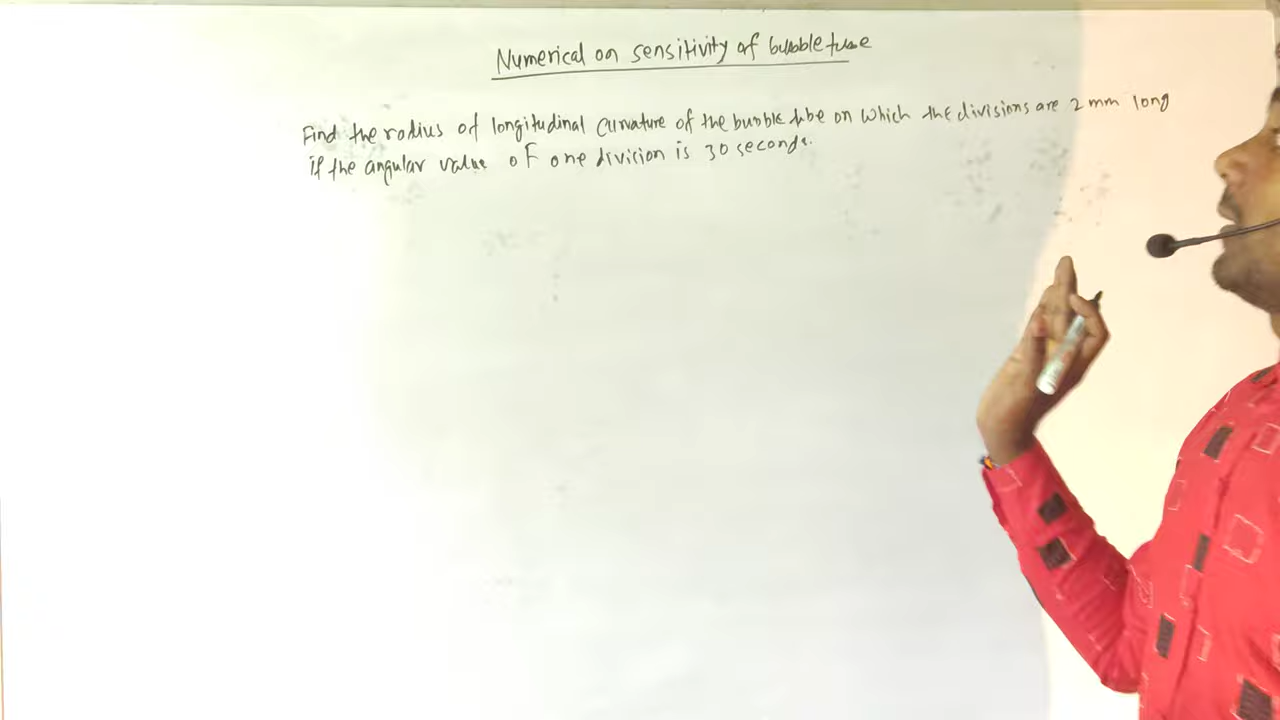 Numerical on sensitivity of bubble tube
Find the radius of longitudinal curvature of the bubble tube on which the divisions are 2 mm long
if the angular value of one division is 30 seconds.